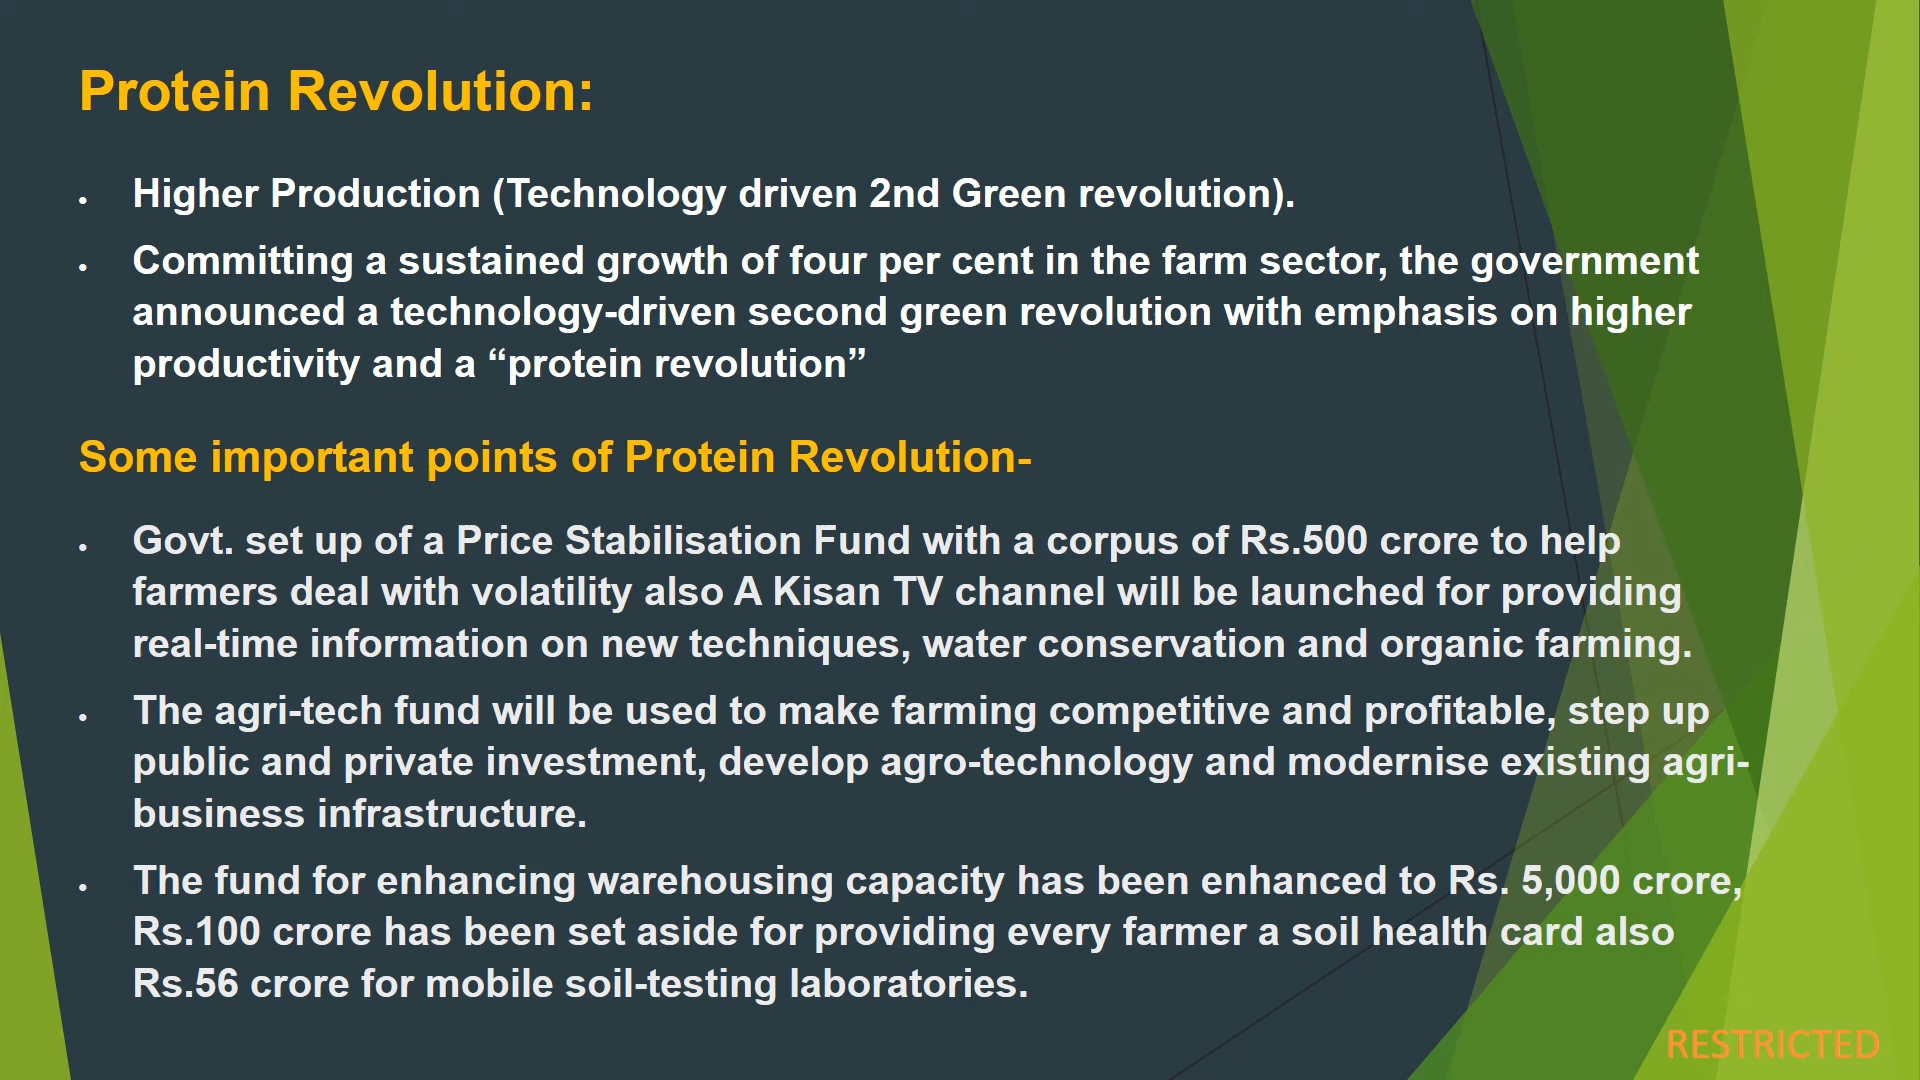 Protein Revolution:
• Higher Production (Technology driven 2nd Green revolution).
• Committing a sustained growth of four per cent in the farm sector, the government
announced a technology-driven second green revolution with emphasis on higher
productivity and a “protein revolution”
Some important points of Protein Revolution-
• Govt. set up of a Price Stabilisation Fund with a corpus of Rs.500 crore to help
farmers deal with volatility also A Kisan TV channel will be launched for providing
real-time information on new techniques, water conservation and organic farming.
• The agri-tech fund will be used to make farming competitive and profitable, step up
public and private investment, develop agro-technology and modernise existing agri-
business infrastructure.
• The fund for enhancing warehousing capacity has been enhanced to Rs. 5,000 crore,
Rs.100 crore has been set aside for providing every farmer a soil health card also
Rs.56 crore for mobile soil-testing laboratories.
RESTRICTED